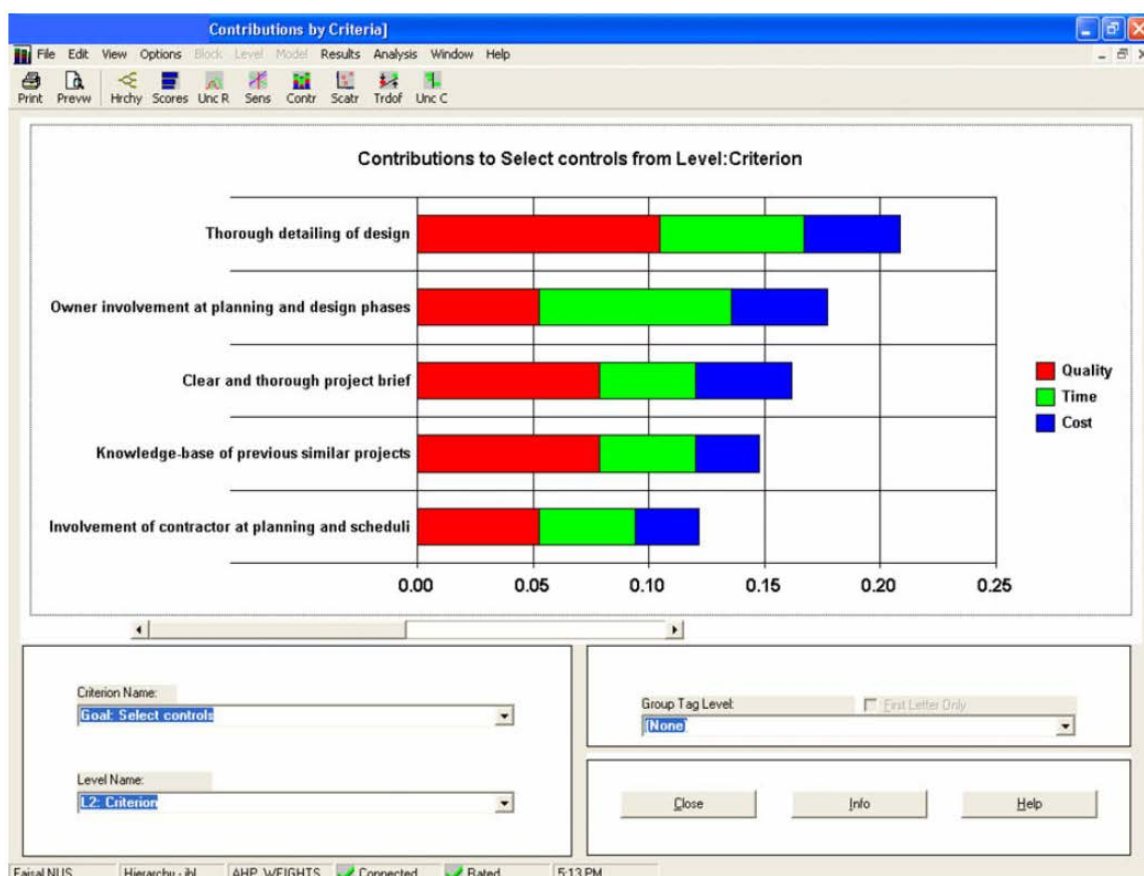 Contributions by Criteria]
File Edit View Options Block Level Model Results Analysis Window Help
Print Prevw Hrchy Scores Unc R Sens Contr Scatr Trdof Unc C
Contributions to Select controls from Level:Criterion
Thorough detailing of design
Owner involvement at planning and design phases
Clear and thorough project brief
Knowledge-base of previous similar projects
Involvement of contractor at planning and scheduli
0.00 0.05 0.10 0.15 0.20 0.25
Quality
Time
Cost
Criterion Name:
Goal: Select controls
Level Name:
L2: Criterion
Group Tag Level: First Letter Only
[None]
Close Info Help
Faisal NUS Hierarchy - ibl AHP_WEIGHTS Connected Rated 5:13 PM